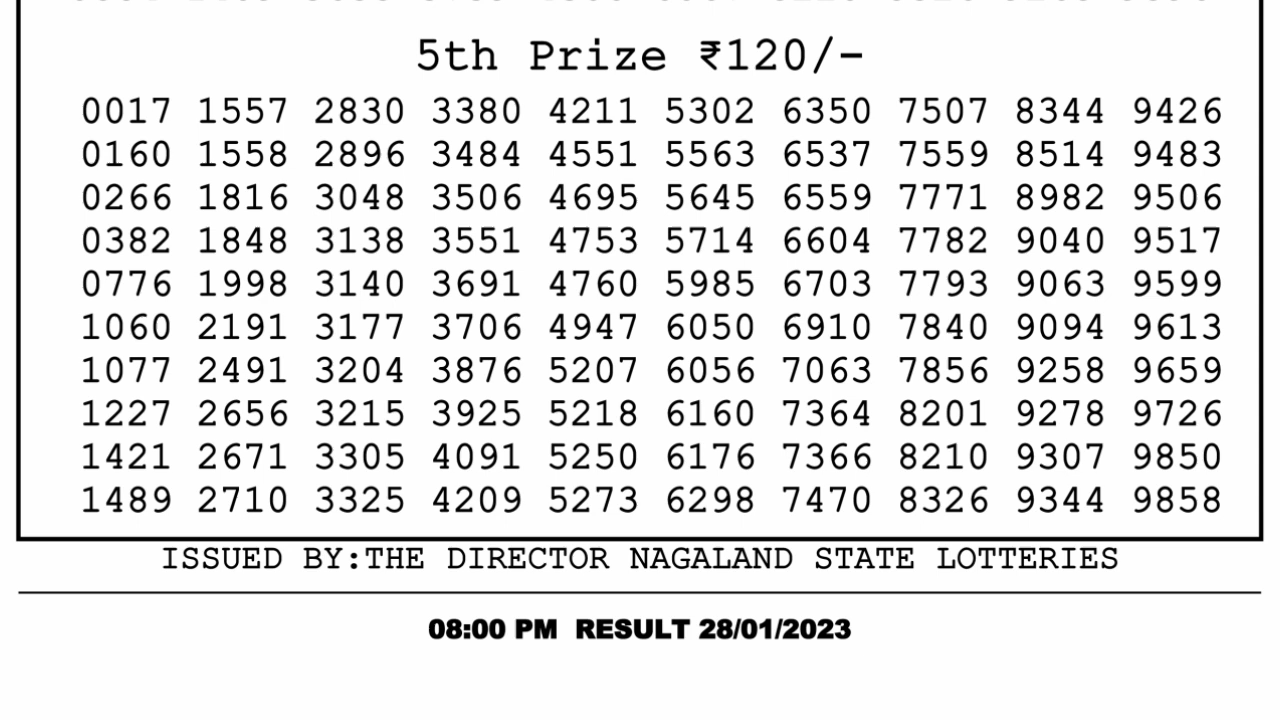 5th Prize ₹120/-
0017 1557 2830 3380 4211 5302 6350 7507 8344 9426
0160 1558 2896 3484 4551 5563 6537 7559 8514 9483
0266 1816 3048 3506 4695 5645 6559 7771 8982 9506
0382 1848 3138 3551 4753 5714 6604 7782 9040 9517
0776 1998 3140 3691 4760 5985 6703 7793 9063 9599
1060 2191 3177 3706 4947 6050 6910 7840 9094 9613
1077 2491 3204 3876 5207 6056 7063 7856 9258 9659
1227 2656 3215 3925 5218 6160 7364 8201 9278 9726
1421 2671 3305 4091 5250 6176 7366 8210 9307 9850
1489 2710 3325 4209 5273 6298 7470 8326 9344 9858
ISSUED BY:THE DIRECTOR NAGALAND STATE LOTTERIES
08:00 PM RESULT 28/01/2023